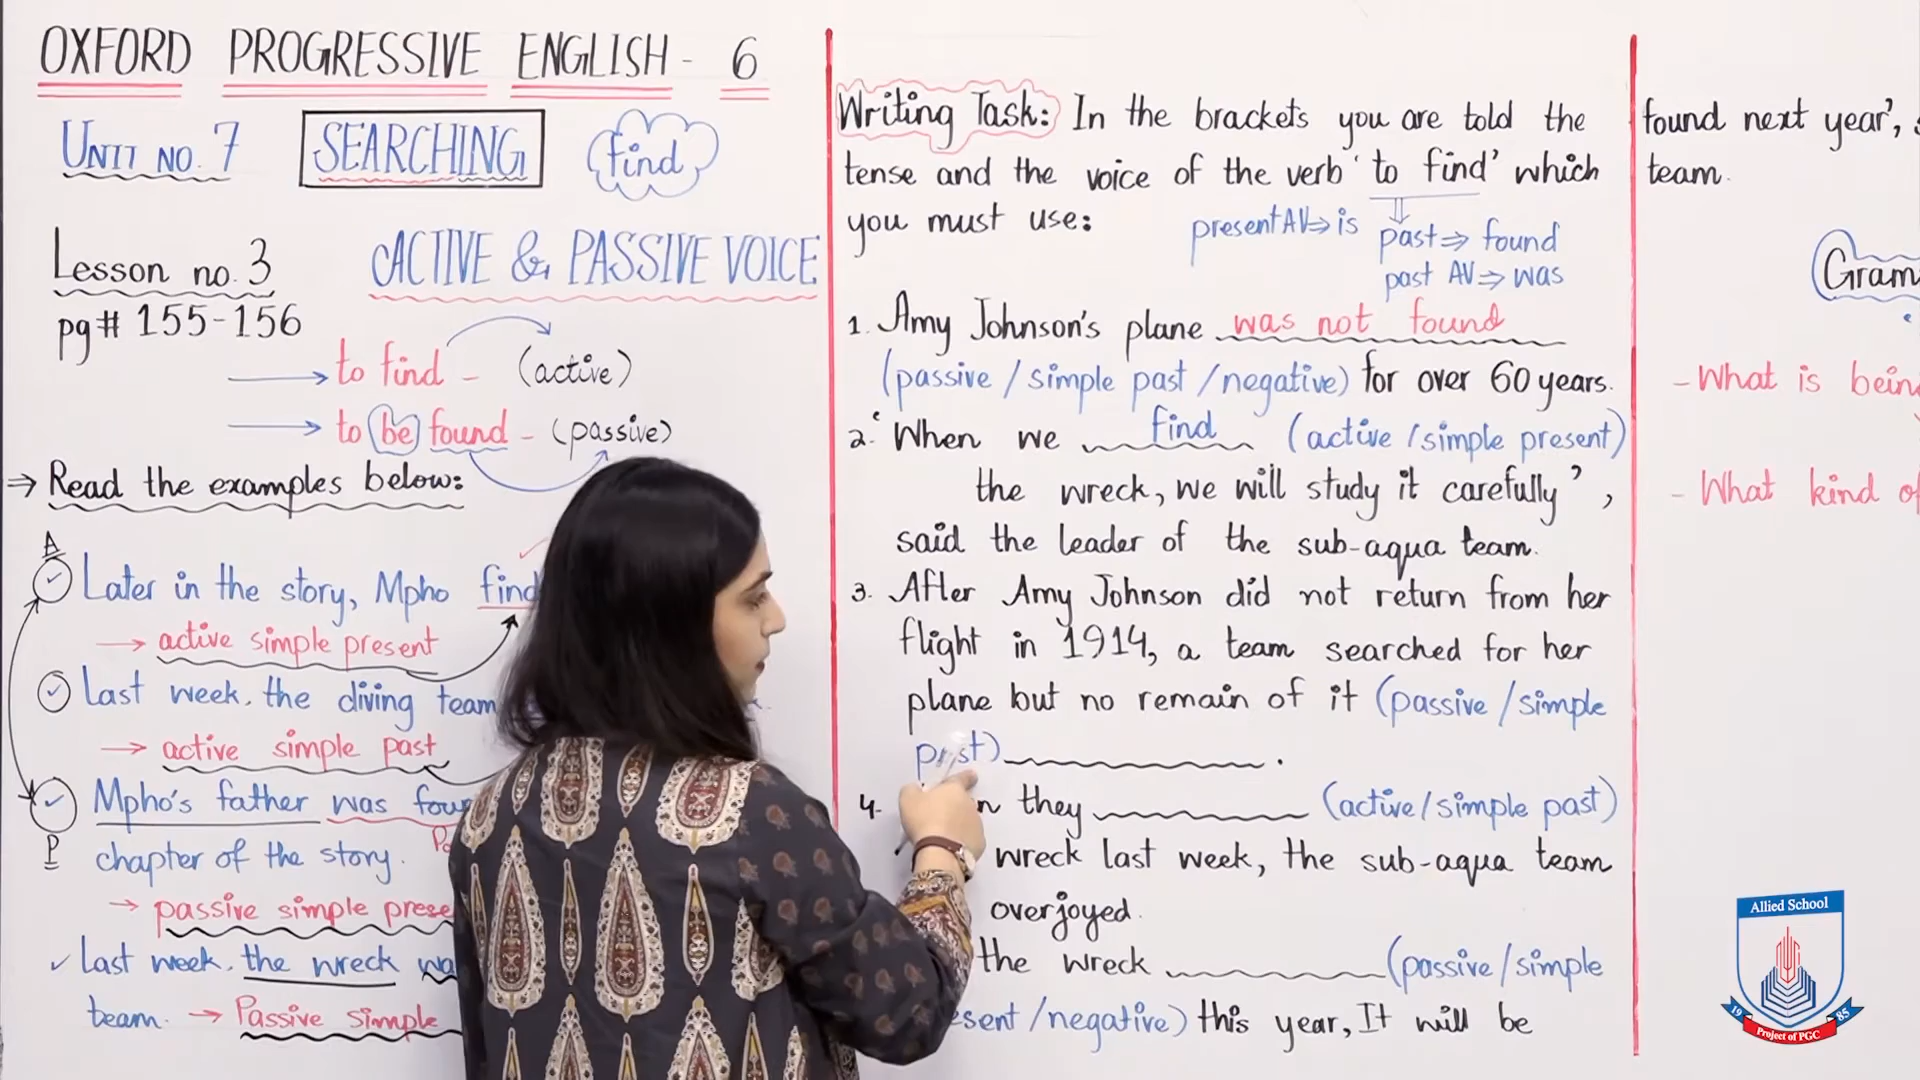 OXFORD PROGRESSIVE ENGLISH - 6
UNIT NO. 7 SEARCHING find
Lesson no. 3 ACTIVE & PASSIVE VOICE
pg# 155-156
→ to find - (active)
→ to be found - (passive)
⇒ Read the examples below:
A
Later in the story, Mpho find
→ active simple present
Last week, the diving team
→ active simple past
Mpho's father was fou
P chapter of the story.
→ passive simple prese
✓ Last week, the wreck wa
team. → Passive simple
Writing Task: In the brackets you are told the
tense and the voice of the verb 'to find' which
you must use: present AV⇒ is past⇒ found
past AV⇒ was
1. Amy Johnson's plane was not found
(passive / simple past / negative) for over 60 years.
2. 'When we find (active / simple present)
the wreck, we will study it carefully',
said the leader of the sub-aqua team.
3. After Amy Johnson did not return from her
flight in 1914, a team searched for her
plane but no remain of it (passive / simple
past) .
4. n they (active / simple past)
wreck last week, the sub-aqua team
overjoyed.
the wreck (passive / simple
esent / negative) this year, It will be
found next year',
team.
Gram
- What is being
- What kind of
Allied School
19 85
Project of PGC